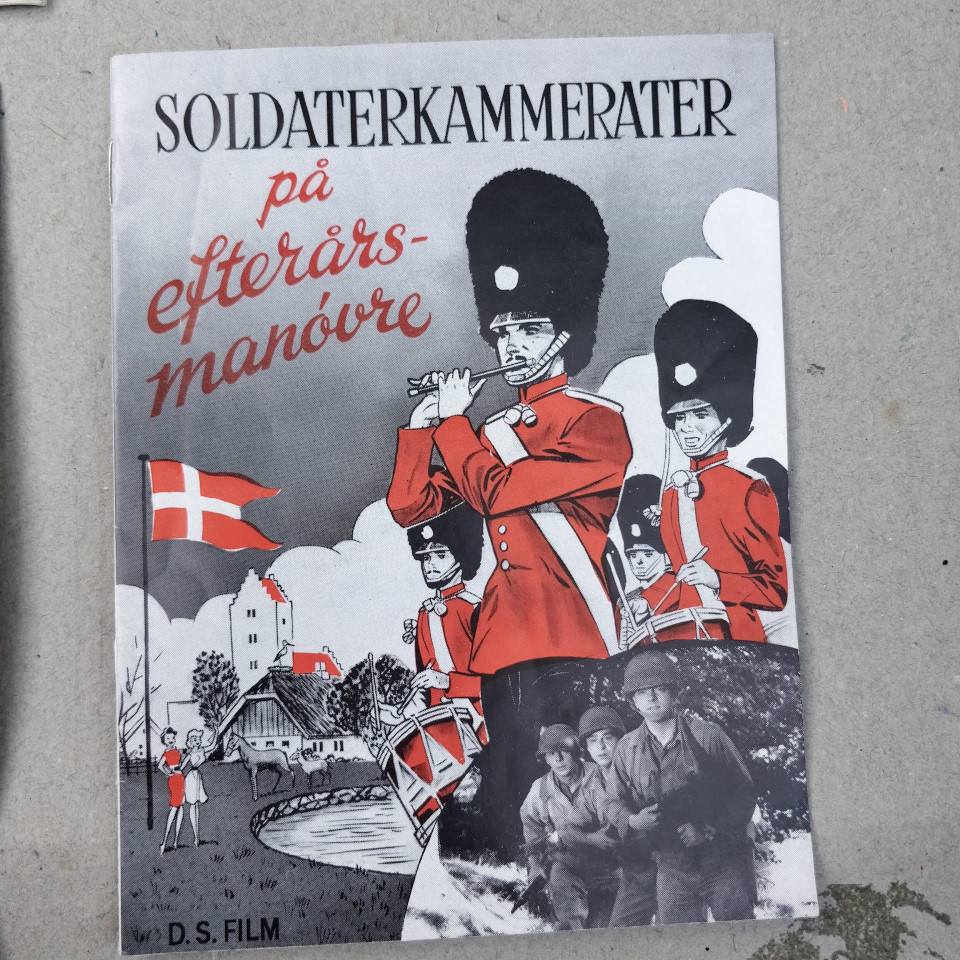 SOLDATERKAMMERATER
på
efterårs-
manóvre
D.S. FILM